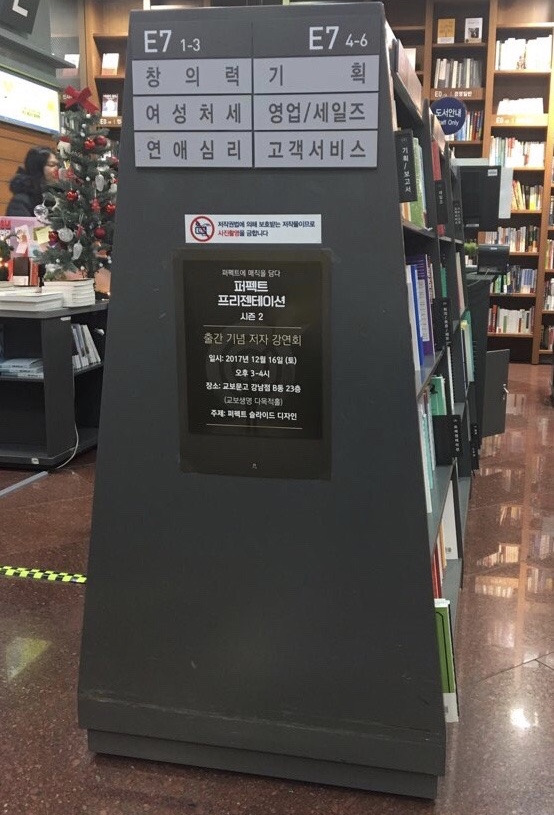 E7 1-3
E7 4-6
창의력
기획
여성처세
영업/세일즈
연애심리
고객서비스
도서안내
Staff Only
기획/보고서
저작권법에 의해 보호받는 저작물이므로
사진촬영을 금합니다
퍼펙트에 매직을 담다
퍼펙트
프리젠테이션
시즌 2
출간 기념 저자 강연회
일시: 2017년 12월 16일 (토)
오후 3-4시
장소: 교보문고 강남점 B동 23층
(교보생명 다목적홀)
주제: 퍼펙트 슬라이드 디자인